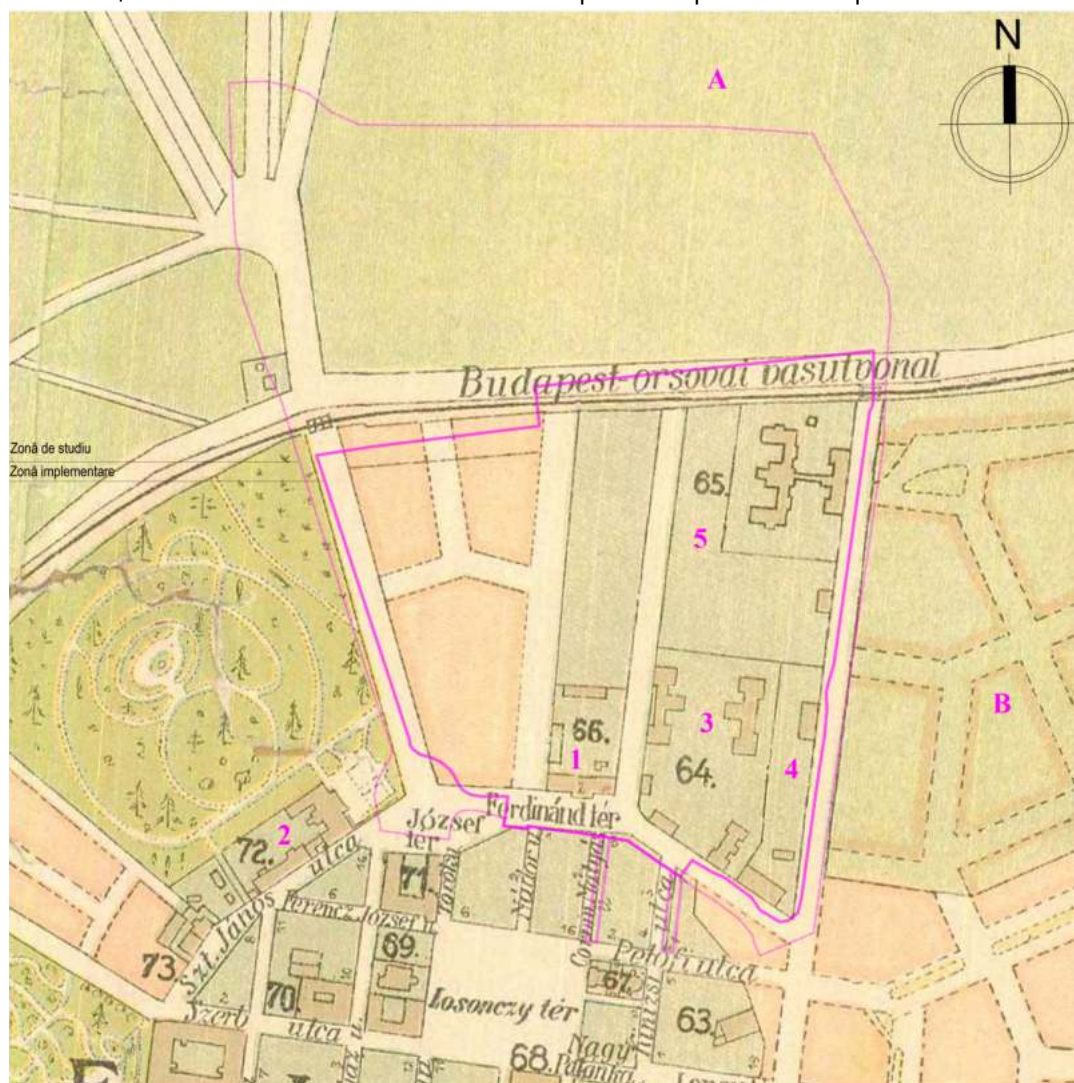 N
A
Budapest-orsovai vasutvonal
Zonă de studiu
Zonă implementare
65.
5
B
66.
1
3
64.
4
Ferdinánd tér
József
tér
2
72.
utca
71.
Ferencz József u.
Szt. János
73
69.
Petőfi utca
67.
70.
Losonczy tér
63.
Szerb
utca u.
68.
Nagy
Palánka